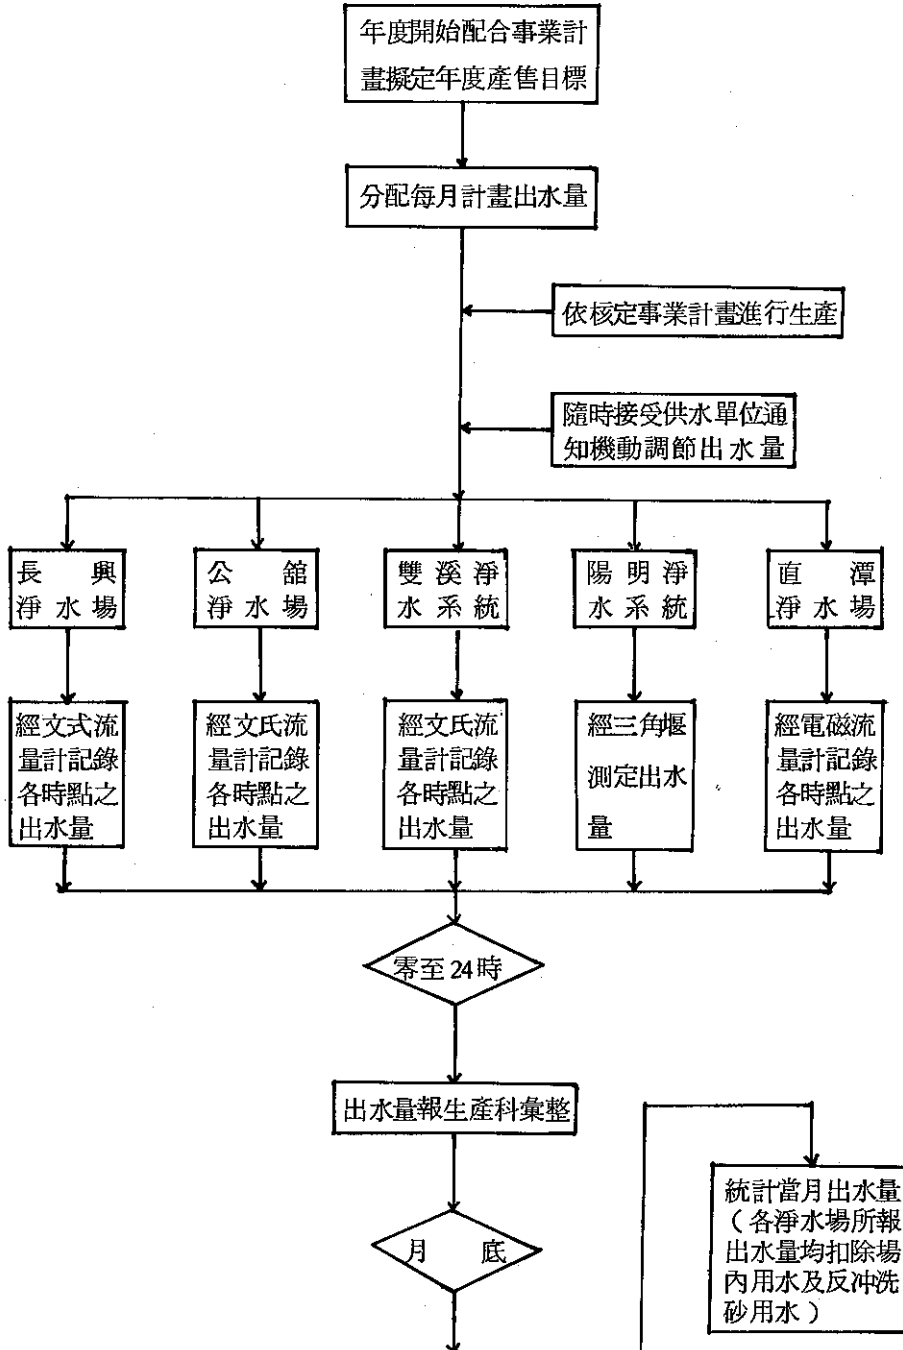 年度開始配合事業計
畫擬定年度產售目標
分配每月計畫出水量
依核定事業計畫進行生產
隨時接受供水單位通
知機動調節出水量
長興
淨水場
公舘
淨水場
雙溪淨
水系統
陽明淨
水系統
直潭
淨水場
經文式流
量計記錄
各時點之
出水量
經文氏流
量計記錄
各時點之
出水量
經文氏流
量計記錄
各時點之
出水量
經三角堰
測定出水
量
經電磁流
量計記錄
各時點之
出水量
零至24時
出水量報生產科彙整
月底
統計當月出水量
（各淨水場所報
出水量均扣除場
內用水及反冲洗
砂用水）